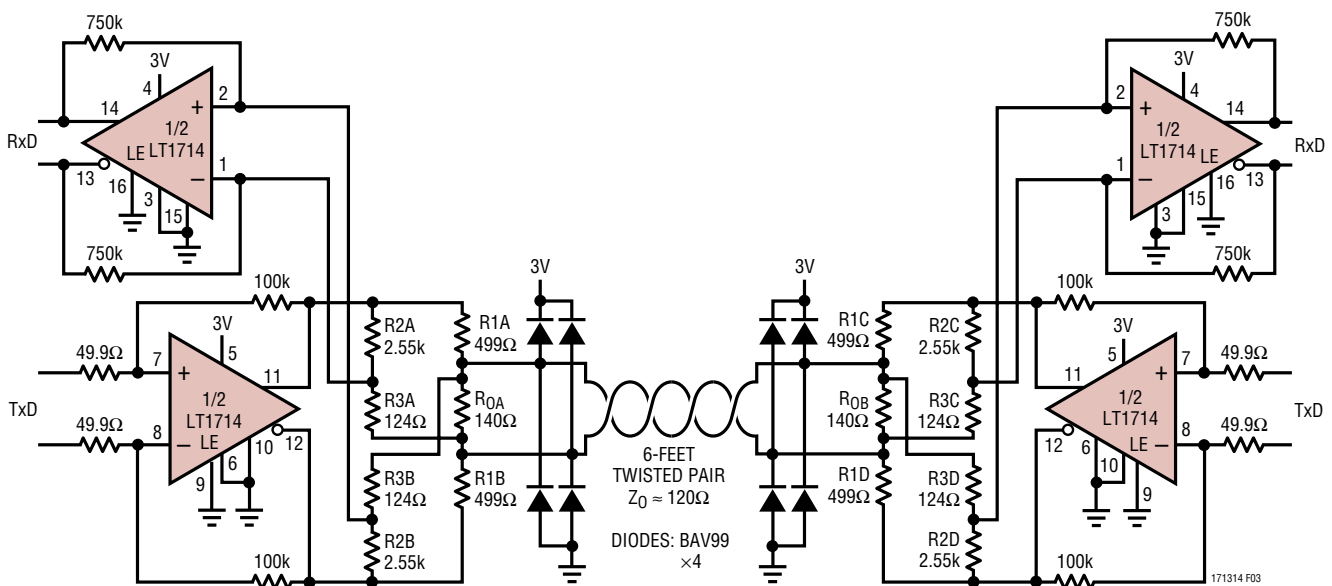 750k
3V
4
2
14
+
1/2
LT1714
RxD
LE
1
−
13
16
3
15
750k
100k
3V
5
49.9Ω
7
+
11
1/2
LT1714
TxD
49.9Ω
8
−
LE
10
12
6
9
100k
R2A
2.55k
R3A
124Ω
R3B
124Ω
R2B
2.55k
R1A
499Ω
R0A
140Ω
R1B
499Ω
3V
6-FEET
TWISTED PAIR
Z0 ≈ 120Ω
DIODES: BAV99
×4
3V
R1C
499Ω
R0B
140Ω
R1D
499Ω
R2C
2.55k
R3C
124Ω
R3D
124Ω
R2D
2.55k
750k
3V
4
2
14
+
1/2
LT1714
RxD
LE
1
−
13
16
15
3
750k
100k
3V
5
7
49.9Ω
+
11
1/2
LT1714
TxD
49.9Ω
8
−
LE
12
6
10
9
100k
171314 F03